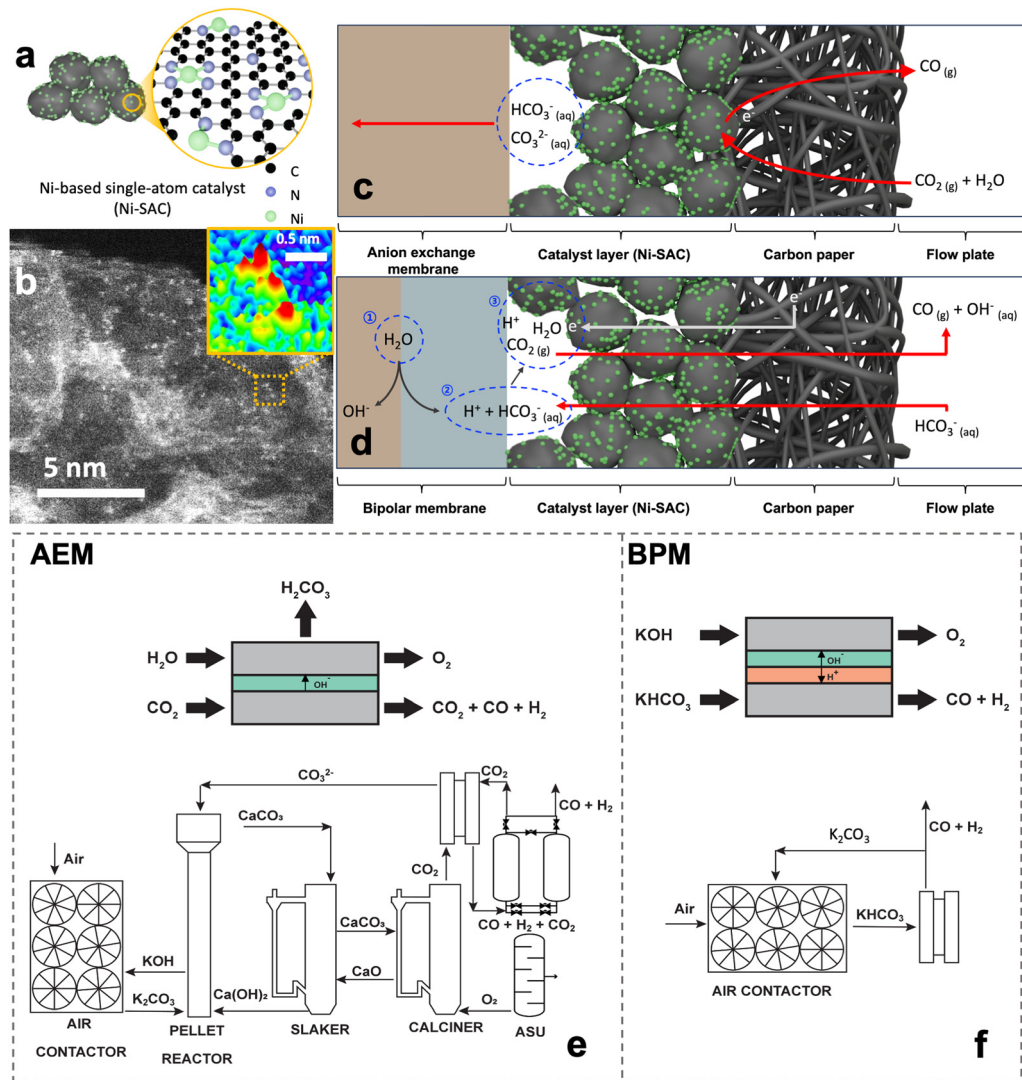 a
C
N
Ni
Ni-based single-atom catalyst
(Ni-SAC)
b
0.5 nm
5 nm
c
HCO₃⁻ (aq)
CO₃²⁻ (aq)
e⁻
CO (g)
CO₂ (g) + H₂O
Anion exchange
membrane
Catalyst layer (Ni-SAC)
Carbon paper
Flow plate
d
①
H₂O
OH⁻
②
H⁺ + HCO₃⁻ (aq)
③
H⁺
H₂O
CO₂ (g)
e⁻
e⁻
CO (g) + OH⁻ (aq)
HCO₃⁻ (aq)
Bipolar membrane
Catalyst layer (Ni-SAC)
Carbon paper
Flow plate
AEM
H₂CO₃
H₂O
O₂
OH⁻
CO₂
CO₂ + CO + H₂
CO₃²⁻
CO₂
CO + H₂
CaCO₃
Air
CO₂
CaCO₃
CO + H₂ + CO₂
KOH
CaO
K₂CO₃
Ca(OH)₂
O₂
AIR
CONTACTOR
PELLET
REACTOR
SLAKER
CALCINER
ASU
e
BPM
KOH
O₂
OH⁻
H⁺
KHCO₃
CO + H₂
K₂CO₃
CO + H₂
Air
KHCO₃
AIR CONTACTOR
f